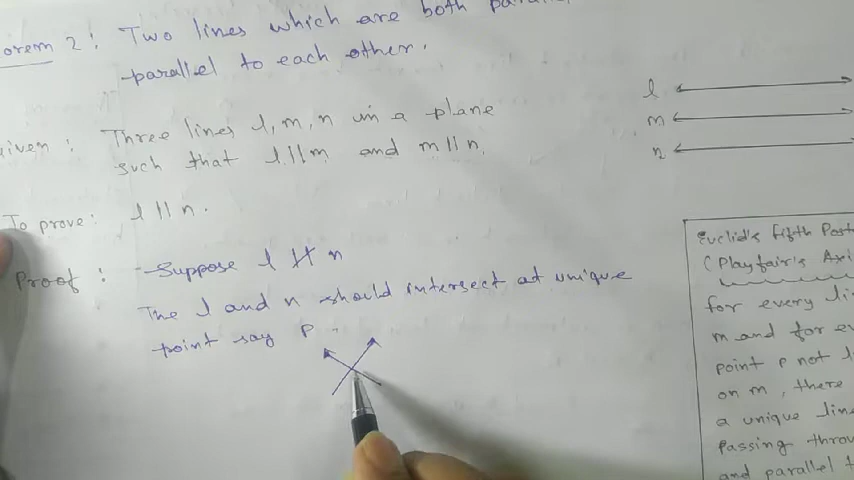 orem 2: Two lines which are both
parallel to each other.
Given: Three lines l, m, n in a plane
such that l || m and m || n.
l
m
n
To prove: l || n.
Proof: Suppose l ∦ n
The l and n should intersect at unique
point say P.
Euclid's fifth
(Playfair's
for every
m and for
point p not
on m, there
a unique
Passing
and parallel